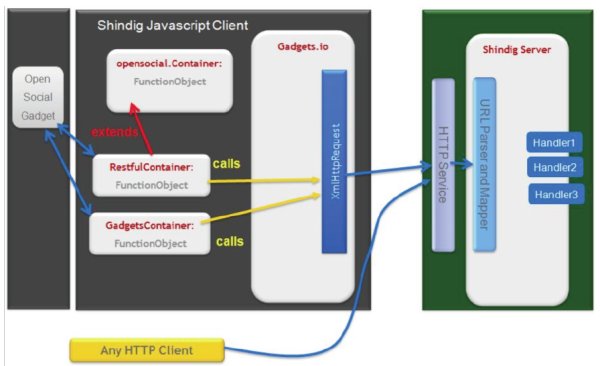 Shindig Javascript Client
Open
Social
Gadget
opensocial.Container:
FunctionObject
extends
RestfulContainer:
FunctionObject
calls
GadgetsContainer:
FunctionObject
calls
Gadgets.io
XmlHttpRequest
Shindig Server
HTTP Service
URL Parser and Mapper
Handler1
Handler2
Handler3
Any HTTP Client